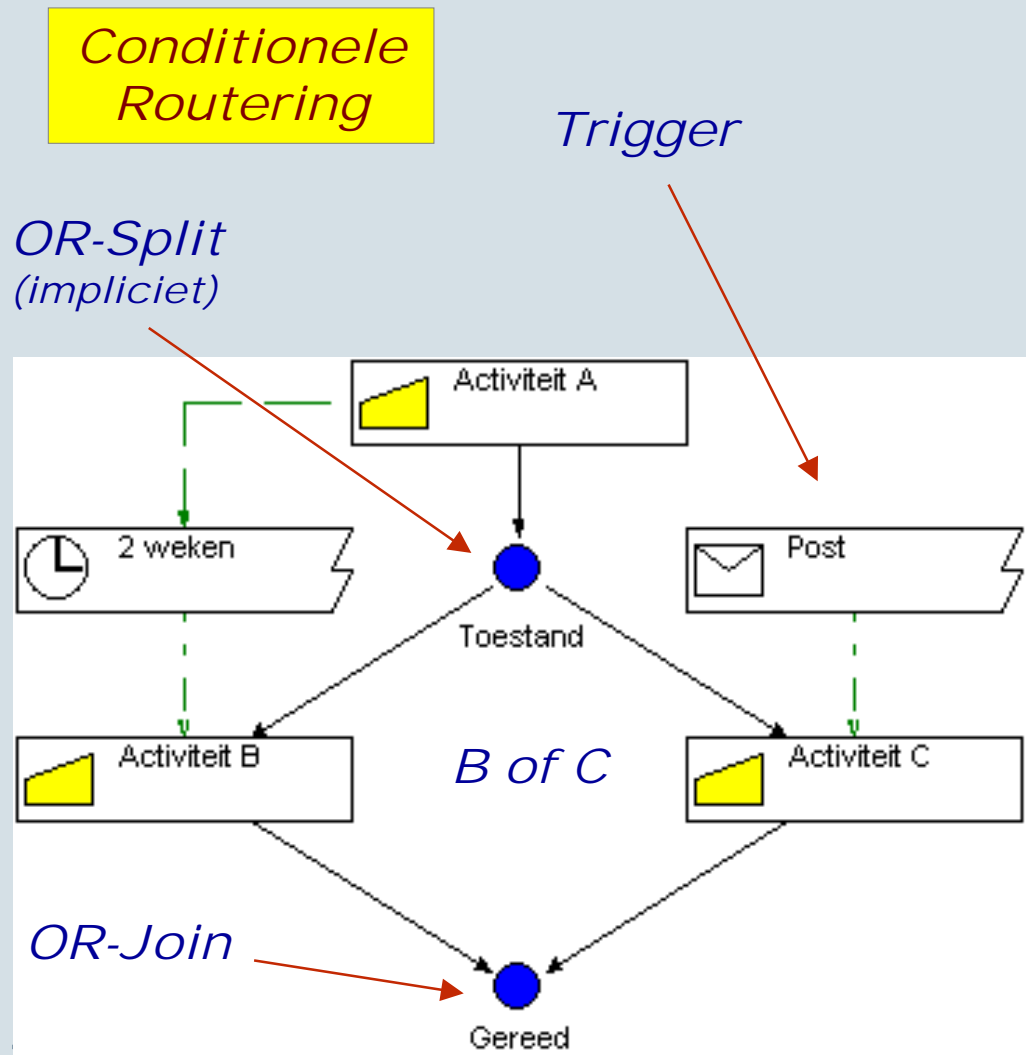 Conditionele
Routering
Trigger
OR-Split
(impliciet)
Activiteit A
2 weken
Post
Toestand
Activiteit B
B of C
Activiteit C
OR-Join
Gereed